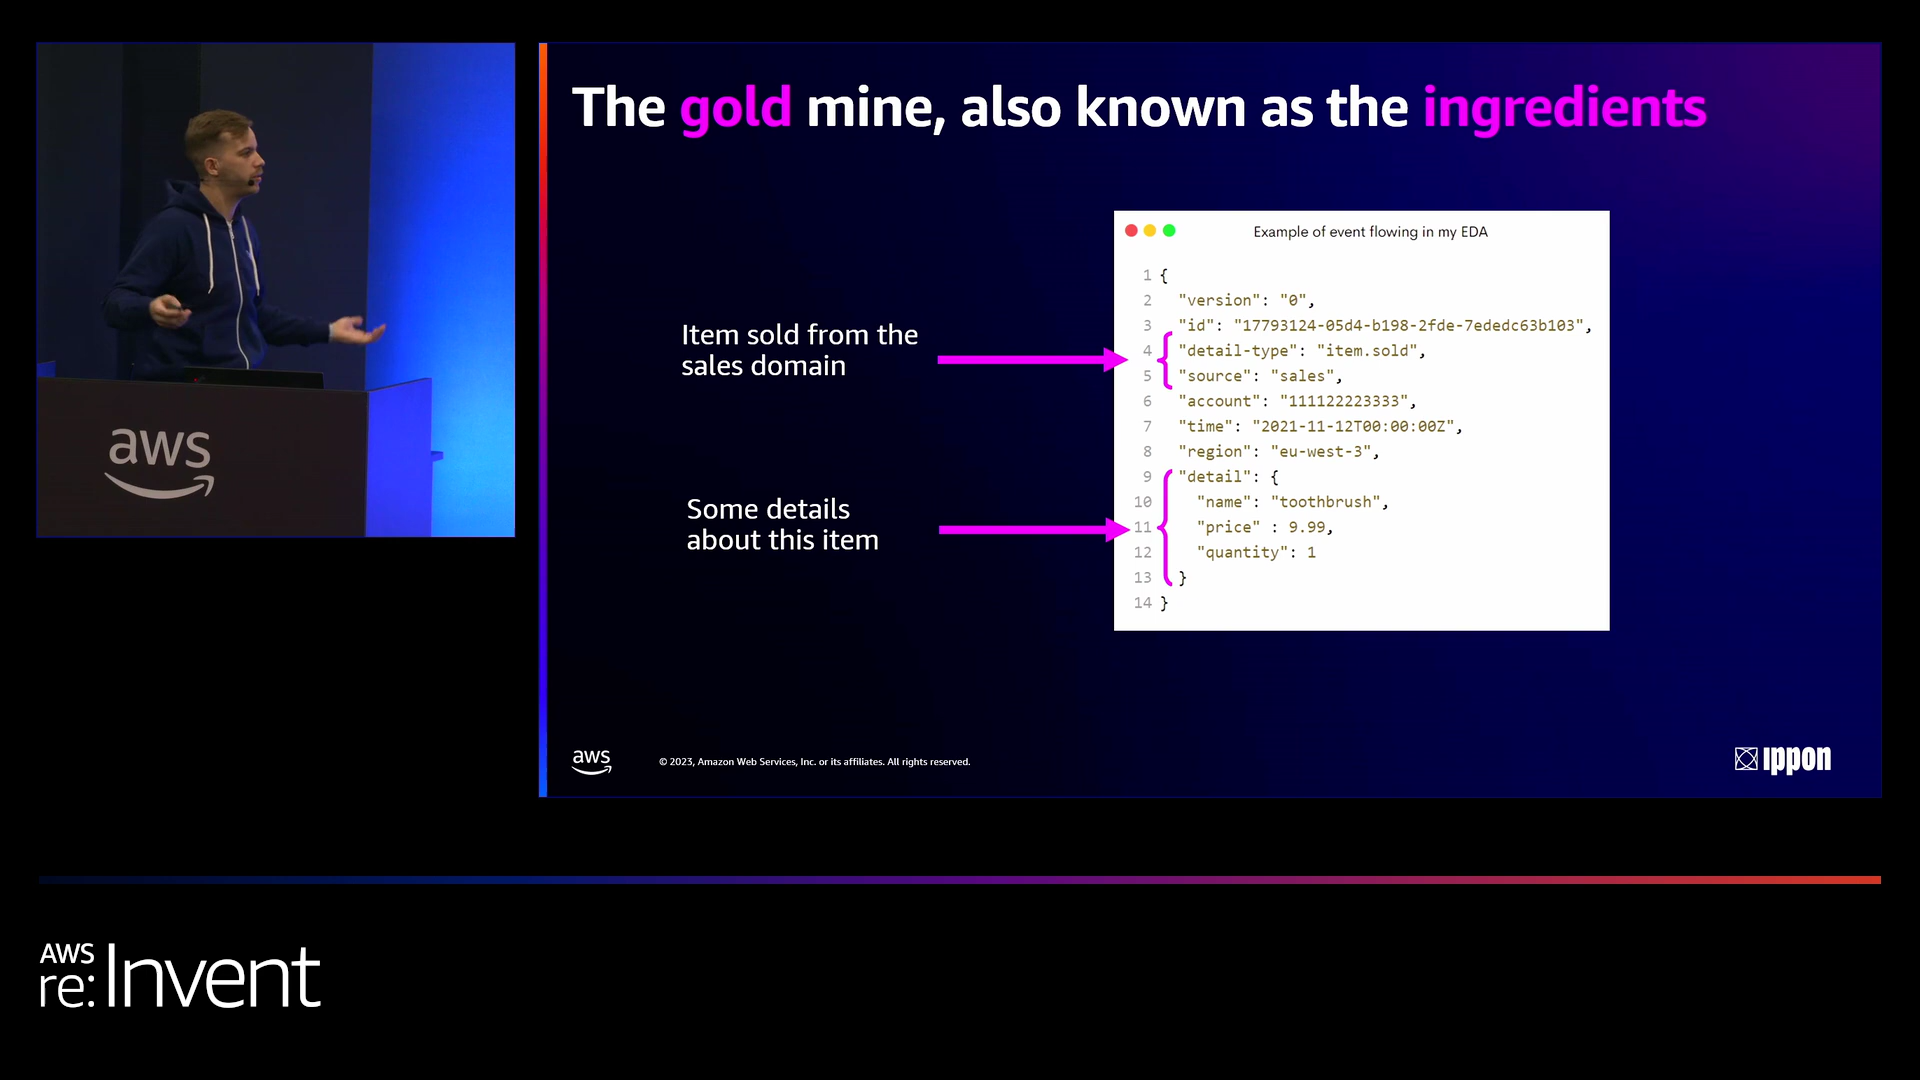 The gold mine, also known as the ingredients
Example of event flowing in my EDA
1 {
2 "version": "0",
3 "id": "17793124-05d4-b198-2fde-7ededc63b103",
4 "detail-type": "item.sold",
5 "source": "sales",
6 "account": "111122223333",
7 "time": "2021-11-12T00:00:00Z",
8 "region": "eu-west-3",
9 "detail": {
10 "name": "toothbrush",
11 "price" : 9.99,
12 "quantity": 1
13 }
14 }
Item sold from the
sales domain
Some details
about this item
aws
aws
© 2023, Amazon Web Services, Inc. or its affiliates. All rights reserved.
ippon
AWS
re:Invent